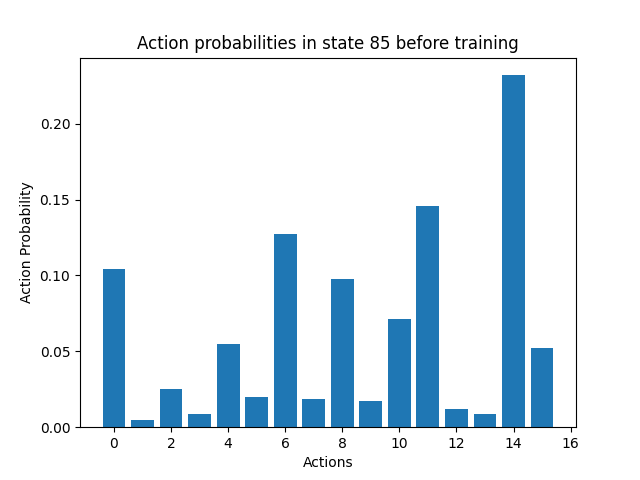 Action probabilities in state 85 before training
Action Probability
0.20
0.15
0.10
0.05
0.00
0 2 4 6 8 10 12 14 16
Actions